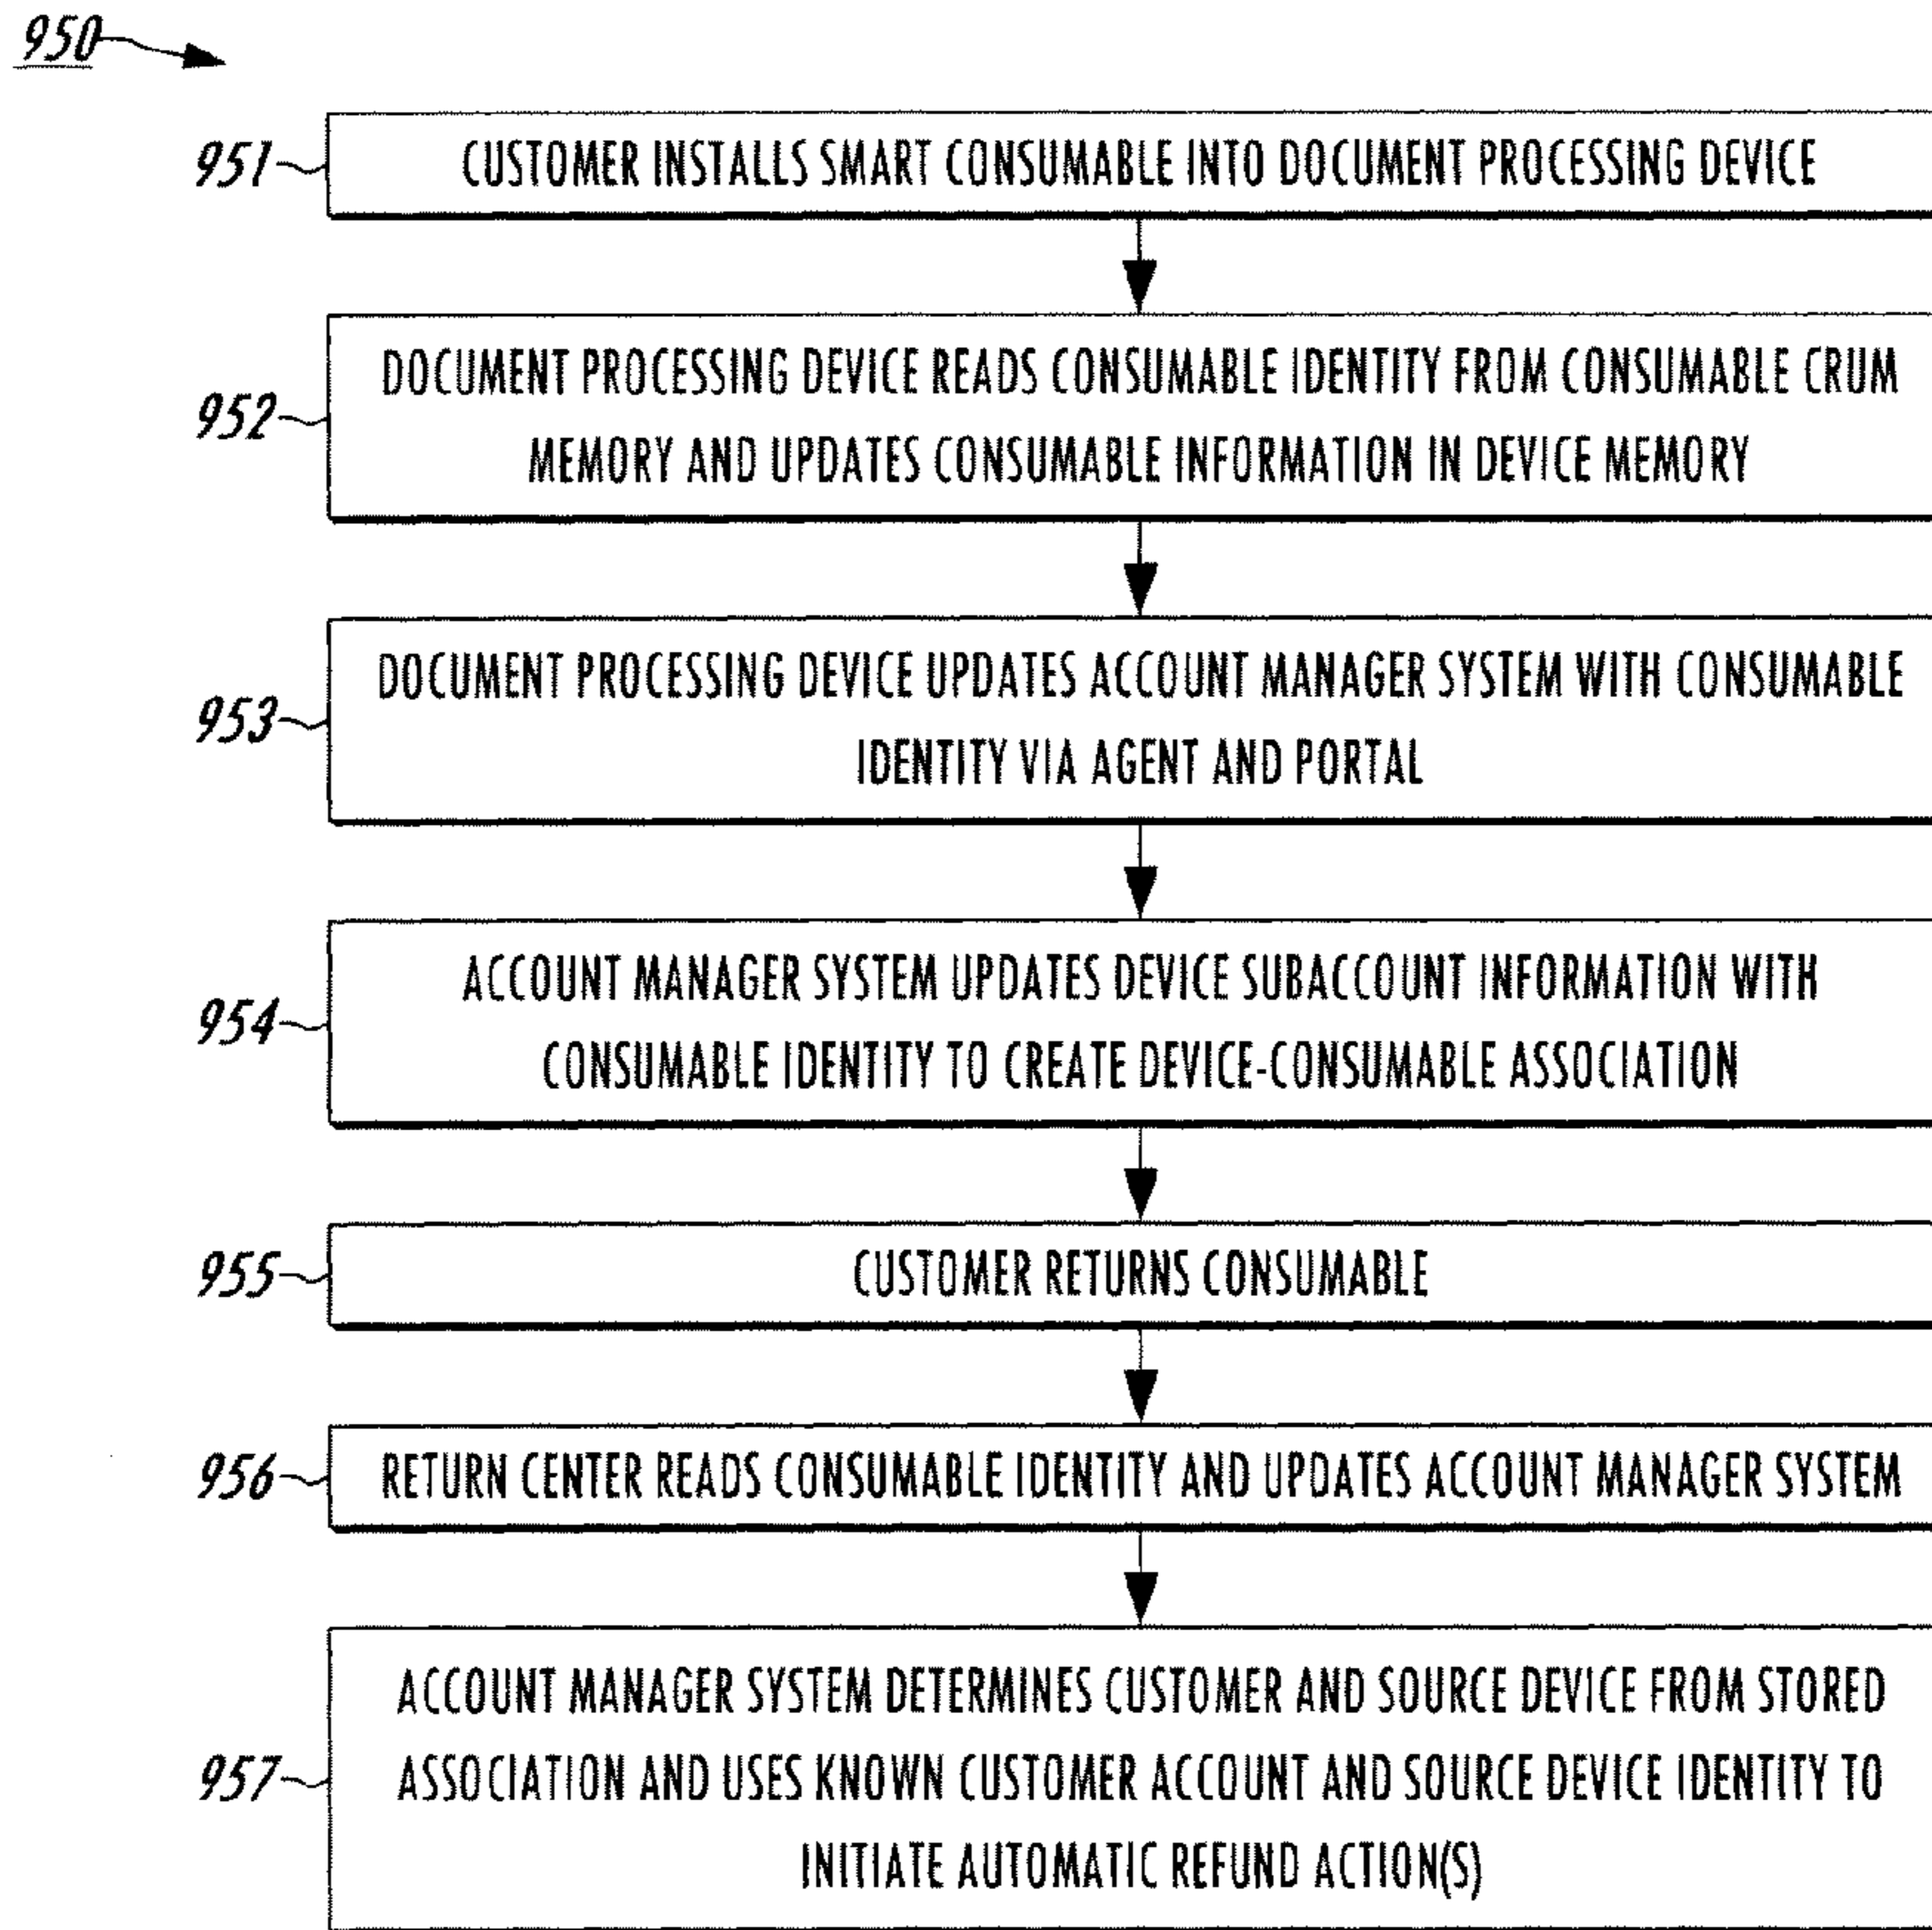 950
951
CUSTOMER INSTALLS SMART CONSUMABLE INTO DOCUMENT PROCESSING DEVICE
952
DOCUMENT PROCESSING DEVICE READS CONSUMABLE IDENTITY FROM CONSUMABLE CRUM
MEMORY AND UPDATES CONSUMABLE INFORMATION IN DEVICE MEMORY
953
DOCUMENT PROCESSING DEVICE UPDATES ACCOUNT MANAGER SYSTEM WITH CONSUMABLE
IDENTITY VIA AGENT AND PORTAL
954
ACCOUNT MANAGER SYSTEM UPDATES DEVICE SUBACCOUNT INFORMATION WITH
CONSUMABLE IDENTITY TO CREATE DEVICE-CONSUMABLE ASSOCIATION
955
CUSTOMER RETURNS CONSUMABLE
956
RETURN CENTER READS CONSUMABLE IDENTITY AND UPDATES ACCOUNT MANAGER SYSTEM
957
ACCOUNT MANAGER SYSTEM DETERMINES CUSTOMER AND SOURCE DEVICE FROM STORED
ASSOCIATION AND USES KNOWN CUSTOMER ACCOUNT AND SOURCE DEVICE IDENTITY TO
INITIATE AUTOMATIC REFUND ACTION(S)